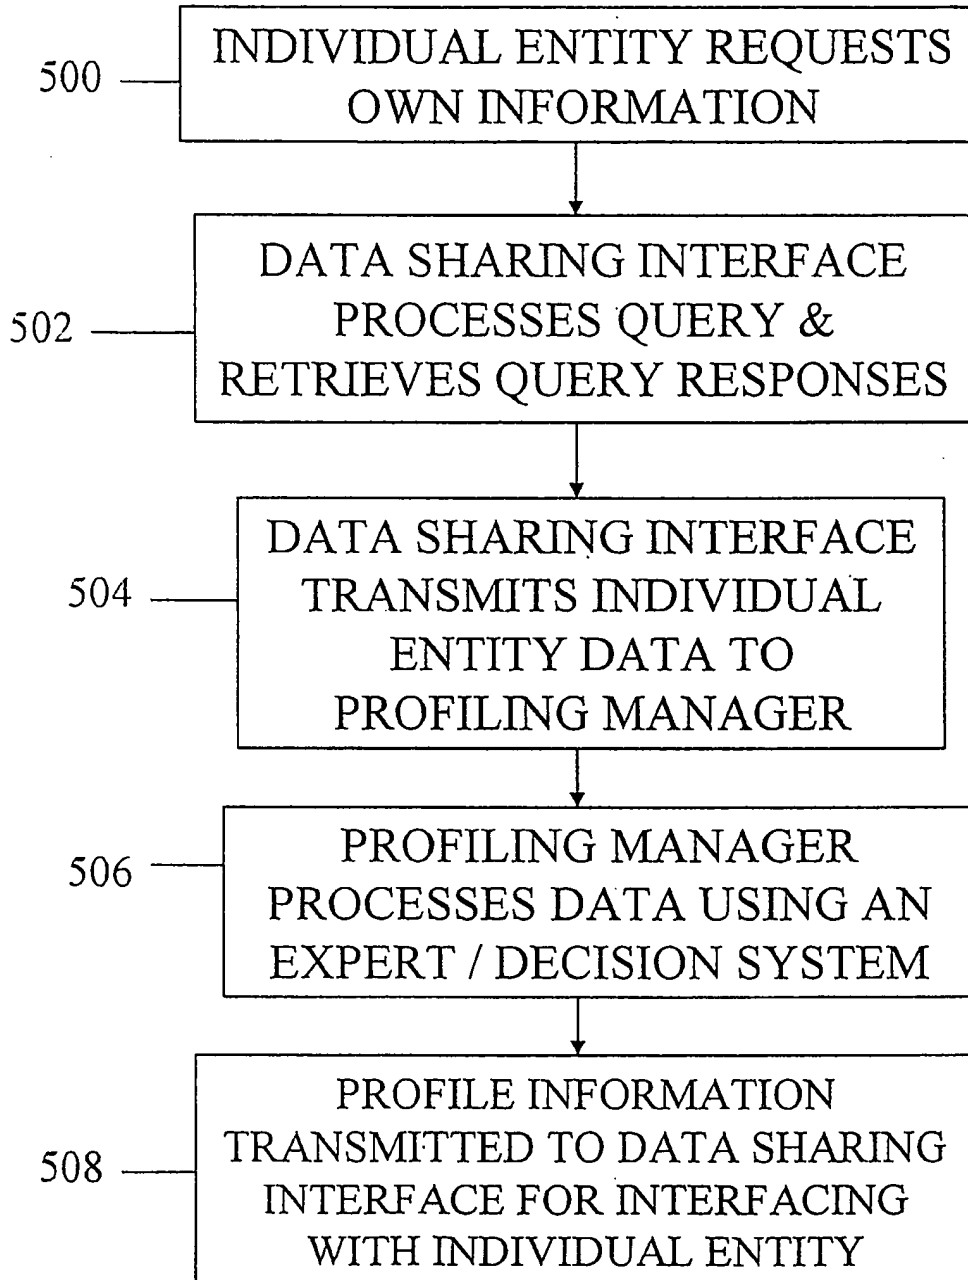 INDIVIDUAL ENTITY REQUESTS
500
OWN INFORMATION
DATA SHARING INTERFACE
502
PROCESSES QUERY &
RETRIEVES QUERY RESPONSES
DATA SHARING INTERFACE
504
TRANSMITS INDIVIDUAL
ENTITY DATA TO
PROFILING MANAGER
506
PROFILING MANAGER
PROCESSES DATA USING AN
EXPERT / DECISION SYSTEM
PROFILE INFORMATION
508
TRANSMITTED TO DATA SHARING
INTERFACE FOR INTERFACING
WITH INDIVIDUAL ENTITY